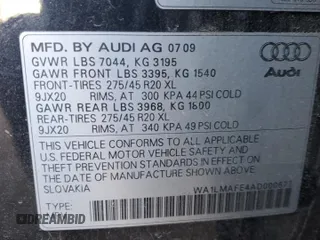 MFD. BY AUDI AG 07 09
GVWR LBS 7044, KG 3195
GAWR FRONT LBS 3395, KG 1540
FRONT-TIRES 275/45 R20 XL
9JX20 RIMS, AT 300 KPA 44 PSI COLD
GAWR REAR LBS 3968, KG 1800
REAR-TIRES 275/45 R20 XL
9JX20 RIMS, AT 340 KPA 49 PSI COLD
THIS VEHICLE CONFORMS TO ALL APPLICABLE
U.S. FEDERAL MOTOR VEHICLE SAFETY AND
THEFT PREVENTION STANDARDS IN EFFECT ON
THE DATE OF MANUFACTURE SHOWN ABOVE
SLOVAKIA
TYPE:
Audi
AUTOBIDMASTER